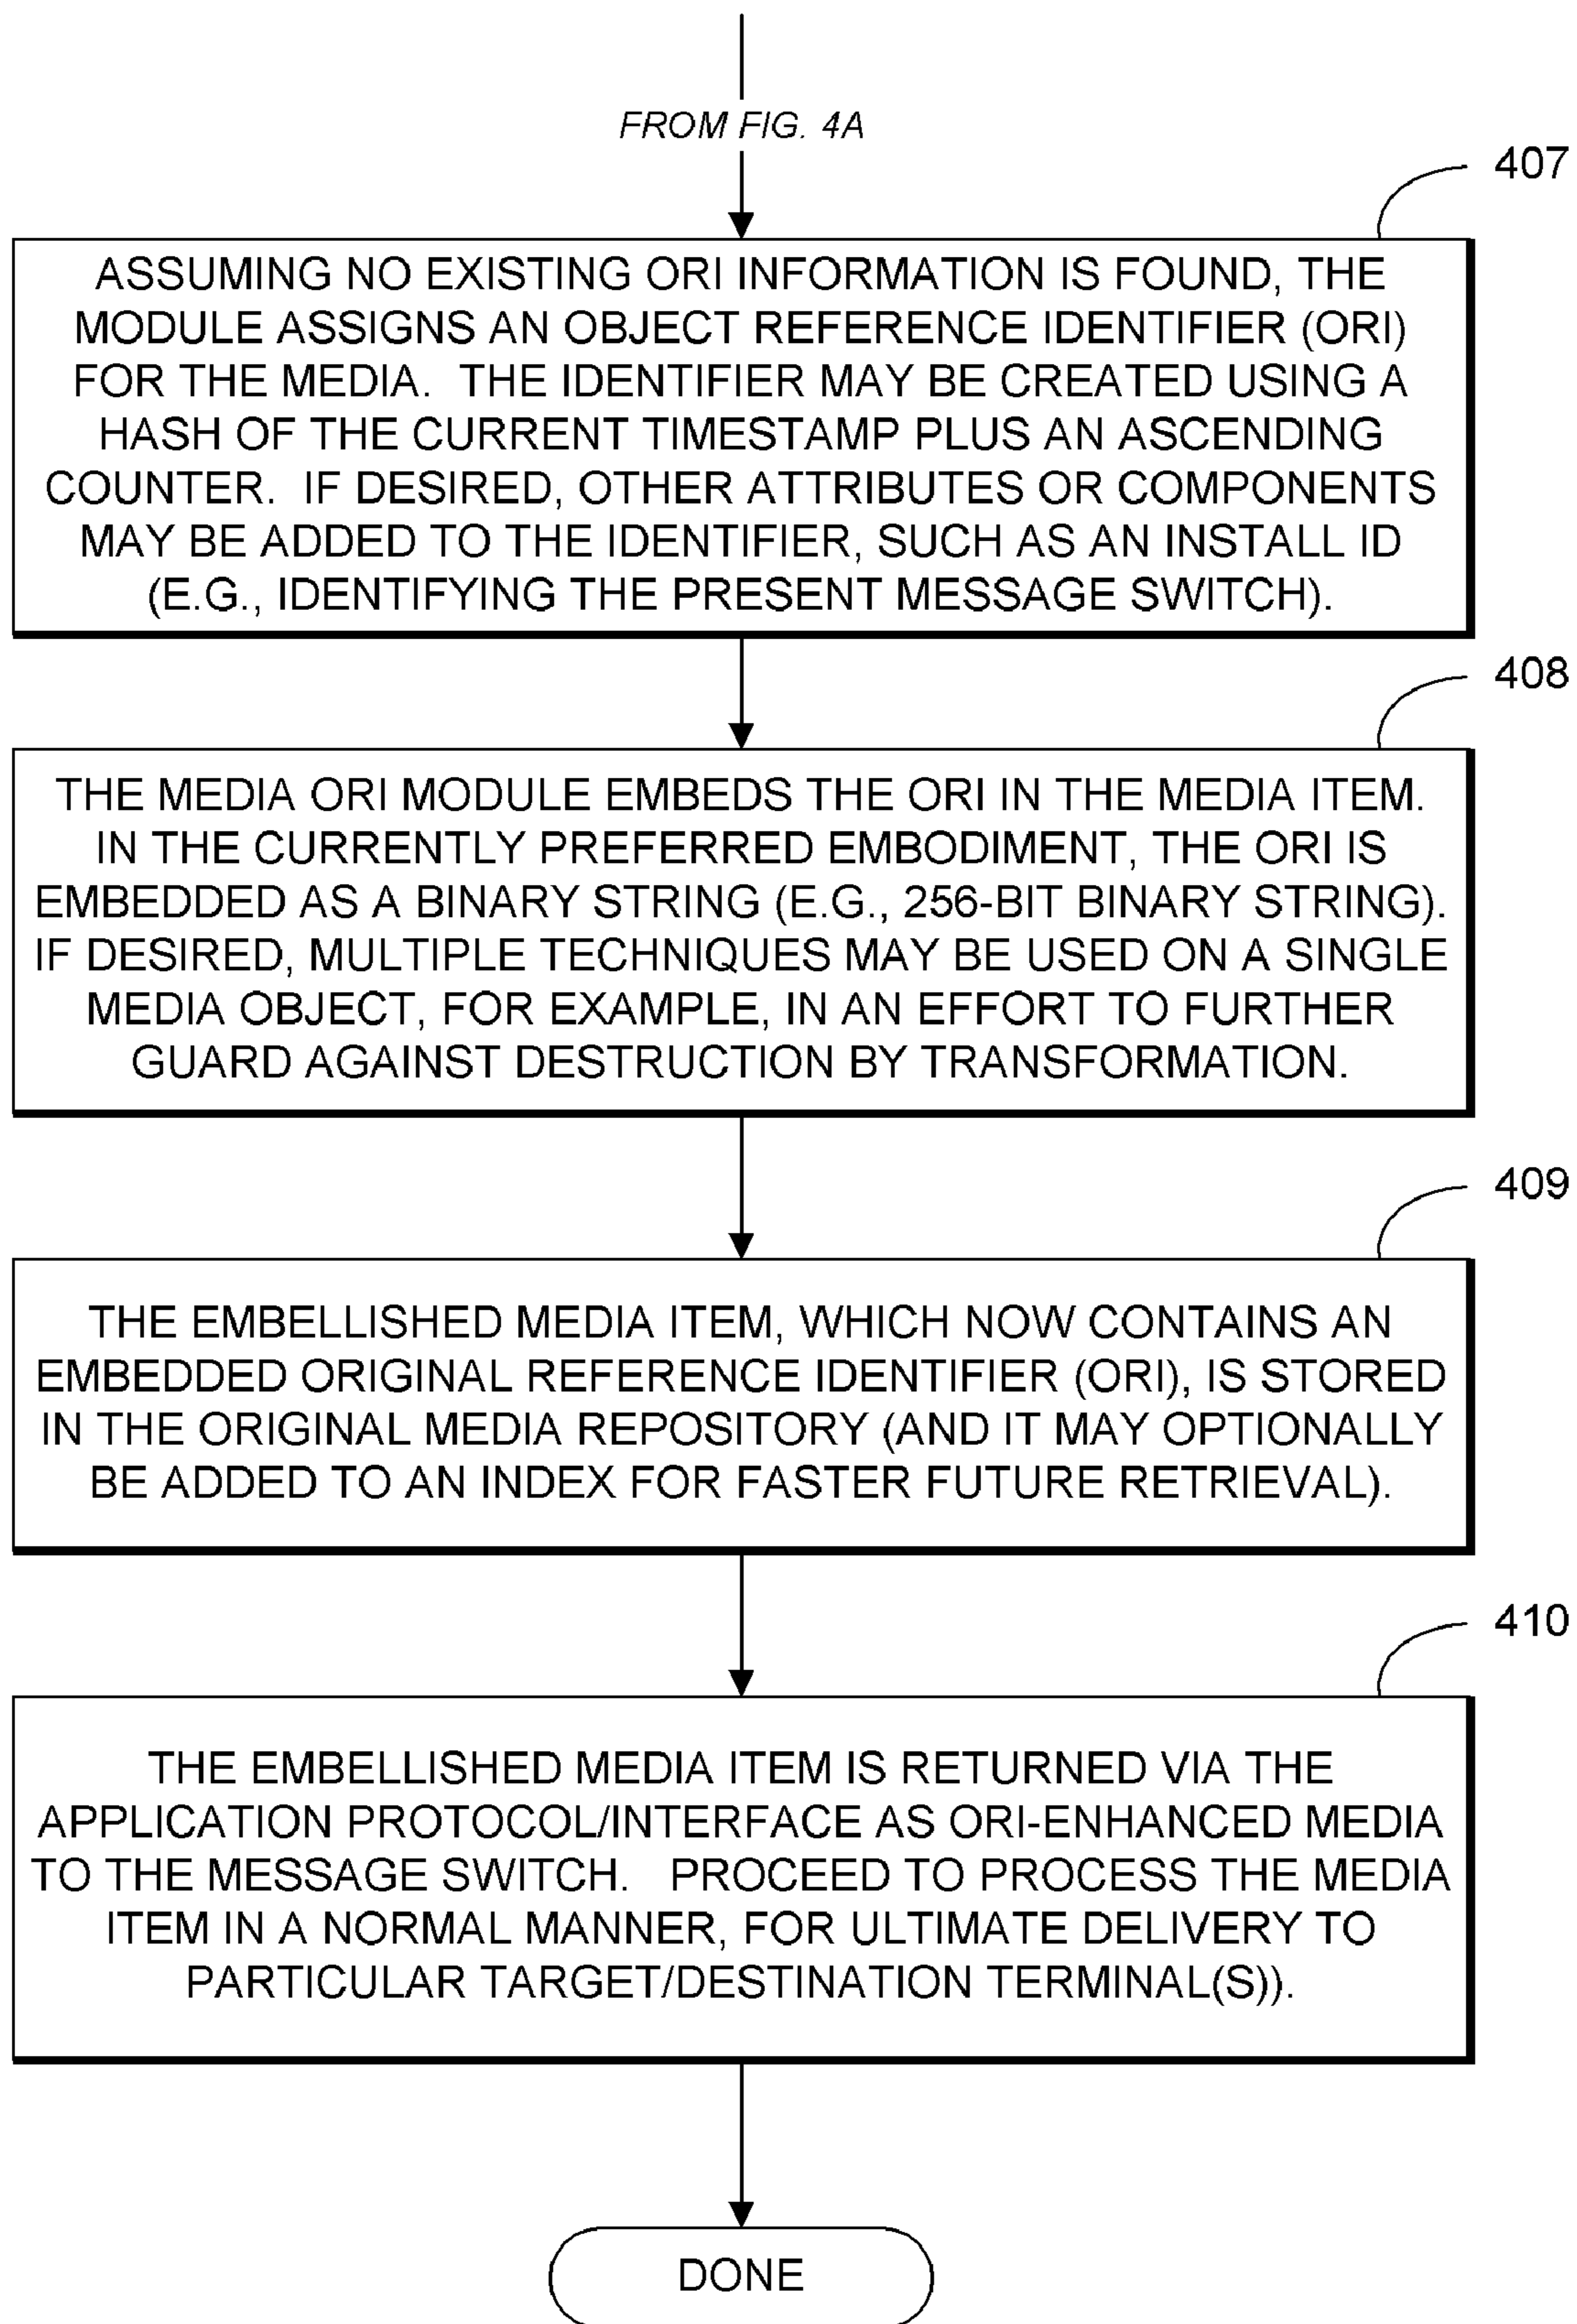 FROM FIG. 4A
407
ASSUMING NO EXISTING ORI INFORMATION IS FOUND, THE
MODULE ASSIGNS AN OBJECT REFERENCE IDENTIFIER (ORI)
FOR THE MEDIA.  THE IDENTIFIER MAY BE CREATED USING A
HASH OF THE CURRENT TIMESTAMP PLUS AN ASCENDING
COUNTER.  IF DESIRED, OTHER ATTRIBUTES OR COMPONENTS
MAY BE ADDED TO THE IDENTIFIER, SUCH AS AN INSTALL ID
(E.G., IDENTIFYING THE PRESENT MESSAGE SWITCH).
408
THE MEDIA ORI MODULE EMBEDS THE ORI IN THE MEDIA ITEM.
IN THE CURRENTLY PREFERRED EMBODIMENT, THE ORI IS
EMBEDDED AS A BINARY STRING (E.G., 256-BIT BINARY STRING).
IF DESIRED, MULTIPLE TECHNIQUES MAY BE USED ON A SINGLE
MEDIA OBJECT, FOR EXAMPLE, IN AN EFFORT TO FURTHER
GUARD AGAINST DESTRUCTION BY TRANSFORMATION.
409
THE EMBELLISHED MEDIA ITEM, WHICH NOW CONTAINS AN
EMBEDDED ORIGINAL REFERENCE IDENTIFIER (ORI), IS STORED
IN THE ORIGINAL MEDIA REPOSITORY (AND IT MAY OPTIONALLY
BE ADDED TO AN INDEX FOR FASTER FUTURE RETRIEVAL).
410
THE EMBELLISHED MEDIA ITEM IS RETURNED VIA THE
APPLICATION PROTOCOL/INTERFACE AS ORI-ENHANCED MEDIA
TO THE MESSAGE SWITCH.   PROCEED TO PROCESS THE MEDIA
ITEM IN A NORMAL MANNER, FOR ULTIMATE DELIVERY TO
PARTICULAR TARGET/DESTINATION TERMINAL(S)).
DONE